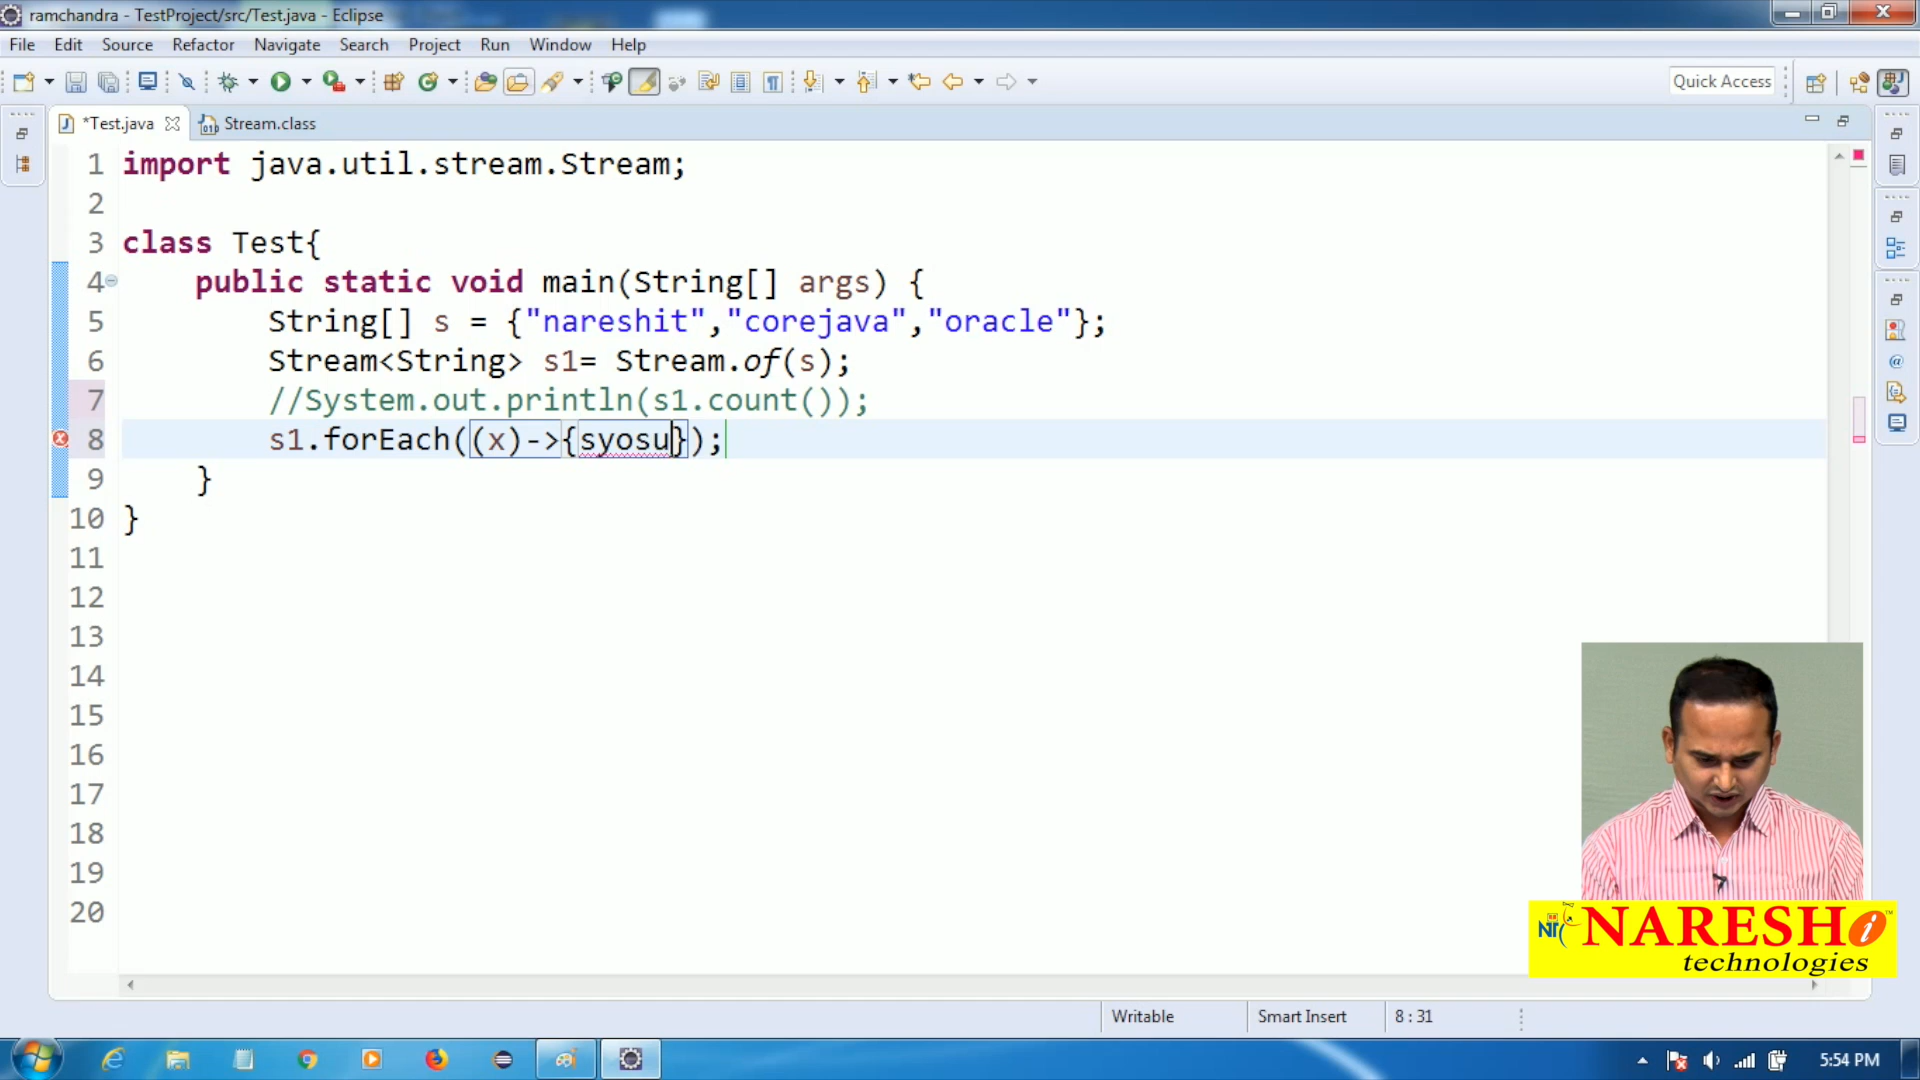 ramchandra - TestProject/src/Test.java - Eclipse
File Edit Source Refactor Navigate Search Project Run Window Help
Quick Access
*Test.java Stream.class
1 import java.util.stream.Stream;
2
3 class Test{
4 public static void main(String[] args) {
5 String[] s = {"nareshit","corejava","oracle"};
6 Stream<String> s1= Stream.of(s);
7 //System.out.println(s1.count());
8 s1.forEach((x)->{syosu});
9 }
10 }
11
12
13
14
15
16
17
18
19
20
NARESH i
technologies
Writable Smart Insert 8 : 31
5:54 PM